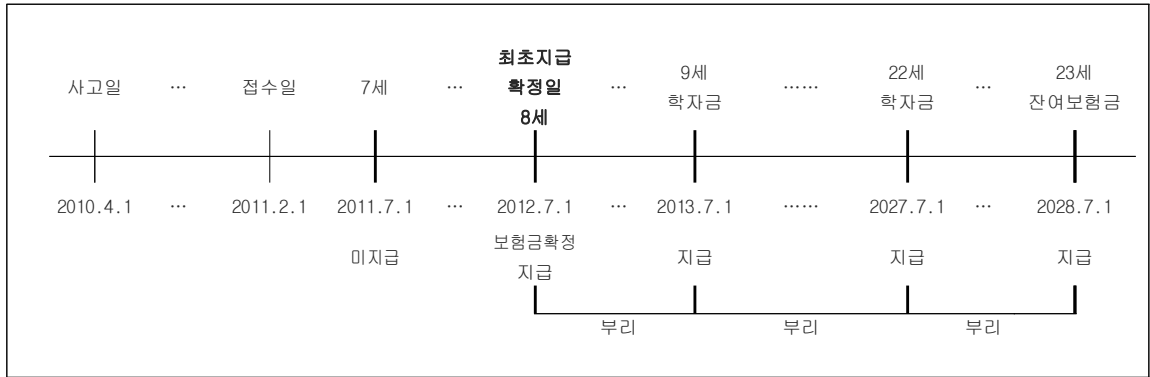 최초지급
사고일 … 접수일 7세 … 확정일 … 9세 학자금 …… 22세 학자금 … 23세 잔여보험금
8세
2010.4.1 … 2011.2.1 2011.7.1 … 2012.7.1 … 2013.7.1 …… 2027.7.1 … 2028.7.1
미지급 보험금확정 지급 지급 지급 지급
부리 부리 부리